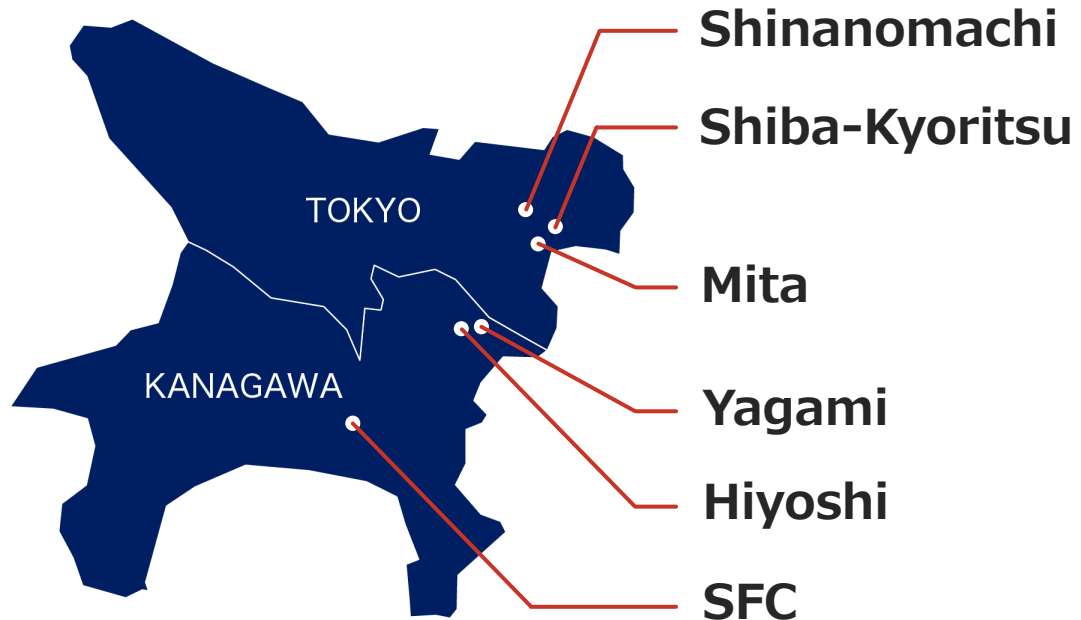 Shinanomachi
Shiba-Kyoritsu
TOKYO
Mita
KANAGAWA
Yagami
Hiyoshi
SFC